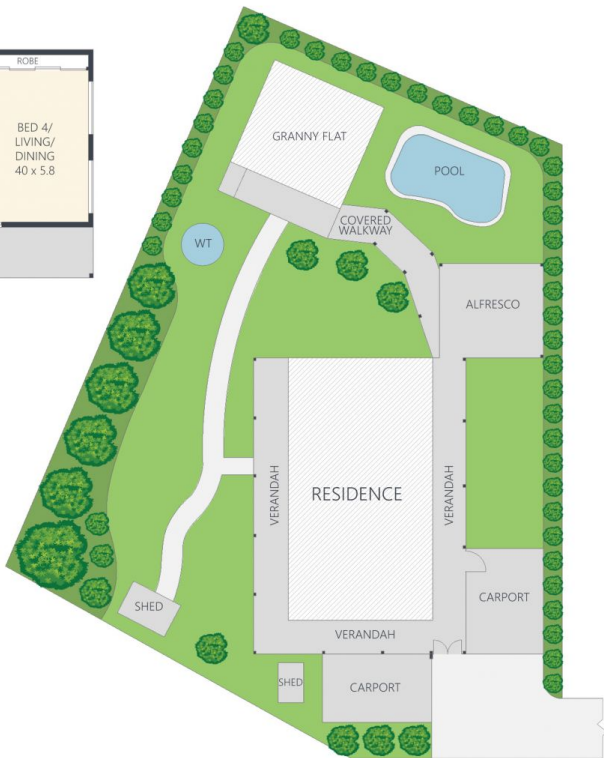 ROBE
BED 4/
LIVING/
DINING
40 x 5.8
GRANNY FLAT
POOL
COVERED
WALKWAY
WT
ALFRESCO
VERANDAH
RESIDENCE
VERANDAH
CARPORT
SHED
VERANDAH
SHED
CARPORT